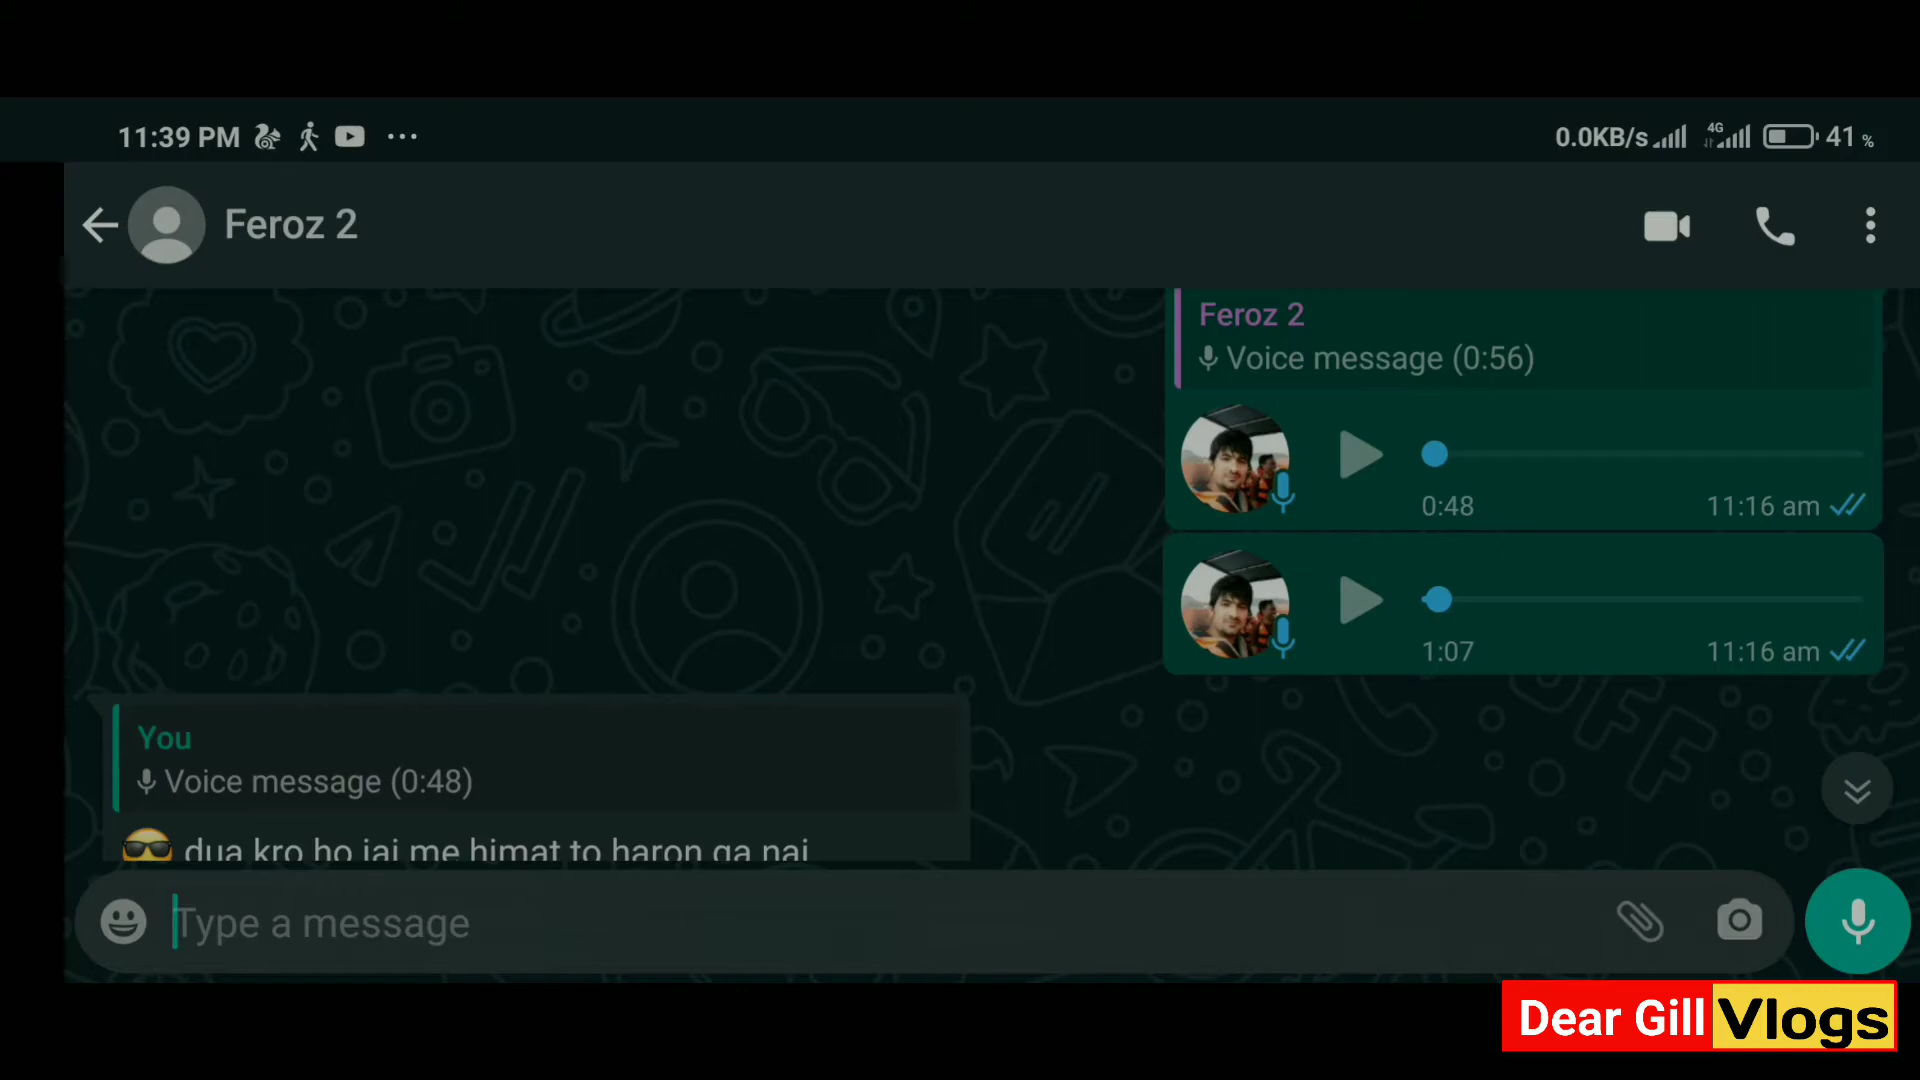 11:39 PM ...
0.0KB/s 4G 41 %
Feroz 2
Feroz 2
Voice message (0:56)
0:48 11:16 am
1:07 11:16 am
You
Voice message (0:48)
😎 dua kro ho jai me himat to haron ga nai
Type a message
Dear Gill Vlogs